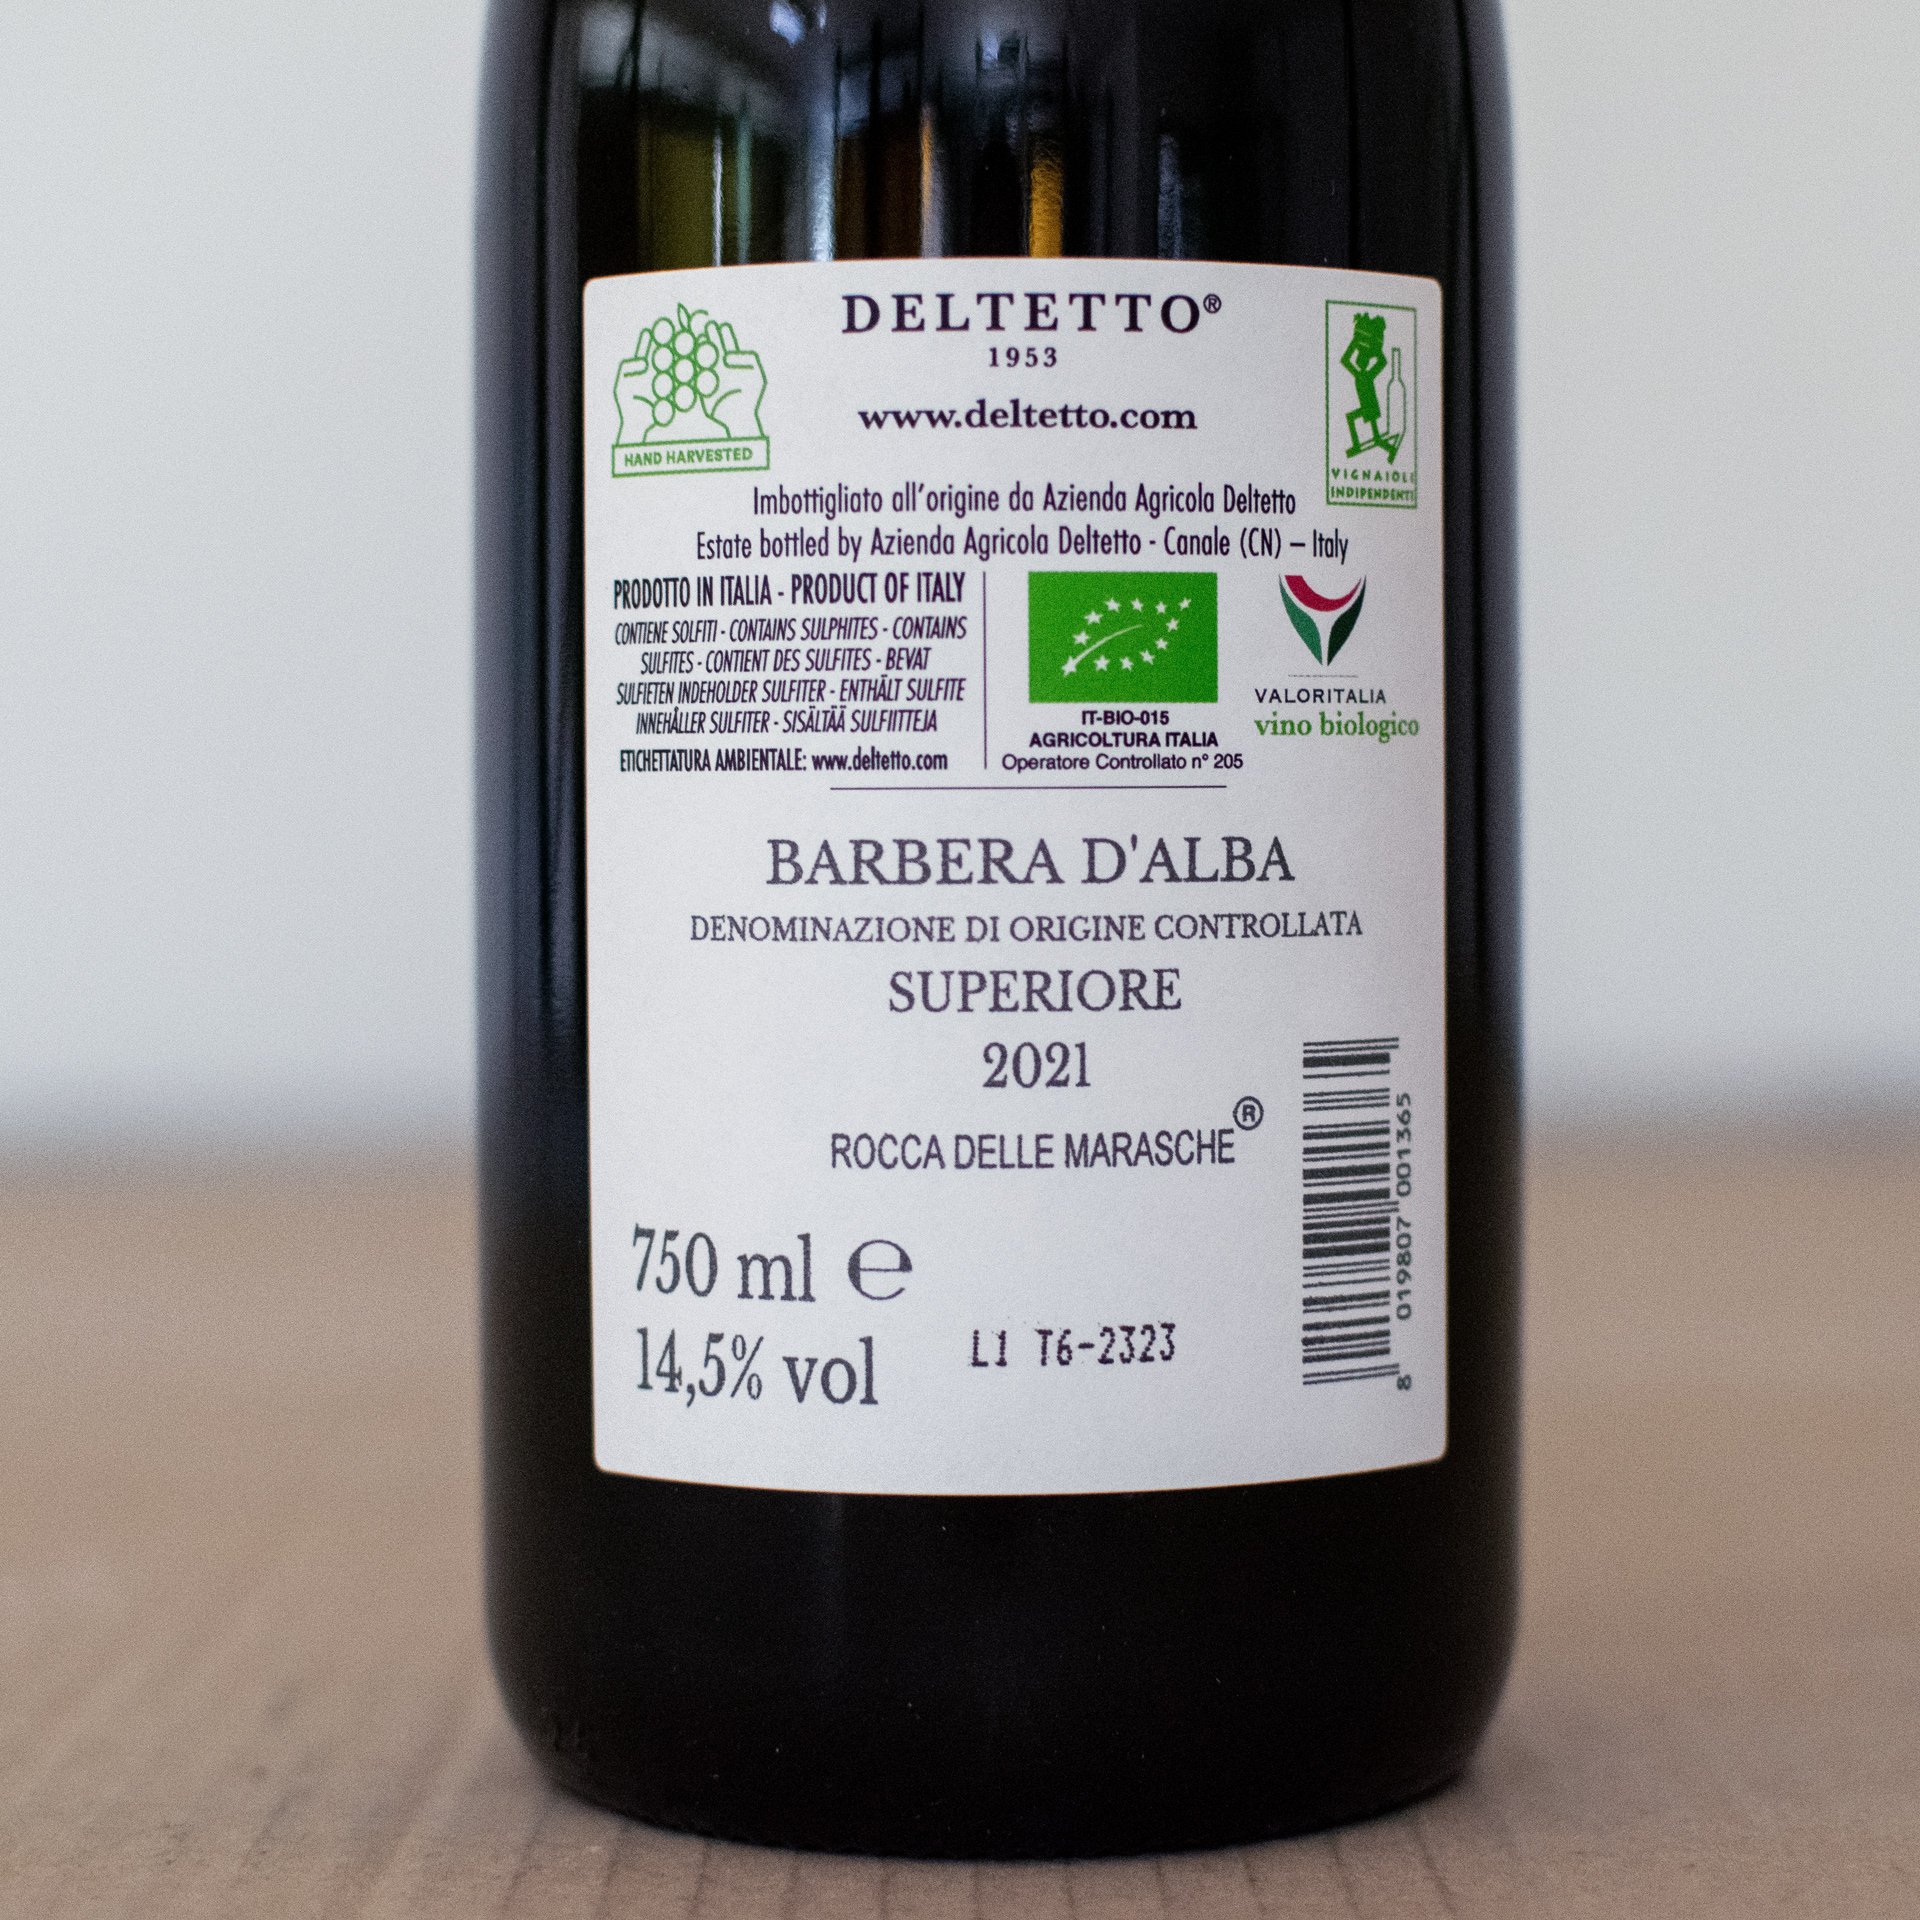 DELTETTO®
1953
www.deltetto.com
HAND HARVESTED
VIGNAIOLI
INDIPENDENTI
Imbottigliato all'origine da Azienda Agricola Deltetto
Estate bottled by Azienda Agricola Deltetto - Canale (CN) – Italy
PRODOTTO IN ITALIA - PRODUCT OF ITALY
CONTIENE SOLFITI - CONTAINS SULPHITES - CONTAINS
SULFITES - CONTIENT DES SULFITES - BEVAT
SULFIETEN INDEHOLDER SULFITER - ENTHÄLT SULFITE
INNEHÅLLER SULFITER - SISÄLTÄÄ SULFIITTEJA
ETICHETTATURA AMBIENTALE: www.deltetto.com
IT-BIO-015
AGRICOLTURA ITALIA
Operatore Controllato n° 205
VALORITALIA
vino biologico
BARBERA D'ALBA
DENOMINAZIONE DI ORIGINE CONTROLLATA
SUPERIORE
2021
ROCCA DELLE MARASCHE®
750 ml ℮
14,5% vol
L1 T6-2323
8 019807 001365